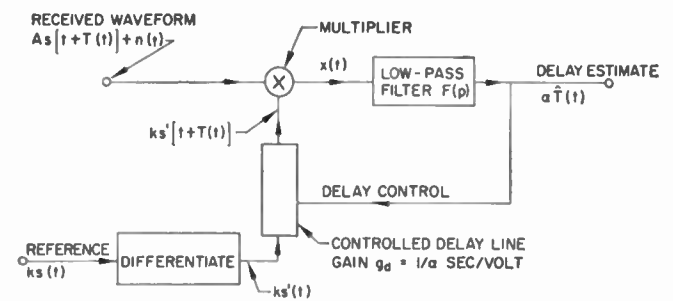 RECEIVED WAVEFORM
As[t+T(t)]+n(t)
MULTIPLIER
x(t)
LOW-PASS
FILTER F(p)
DELAY ESTIMATE
αT̂(t)
ks'[t+T(t)]
DELAY CONTROL
REFERENCE
ks(t)
DIFFERENTIATE
ks'(t)
CONTROLLED DELAY LINE
GAIN gd = 1/α SEC/VOLT